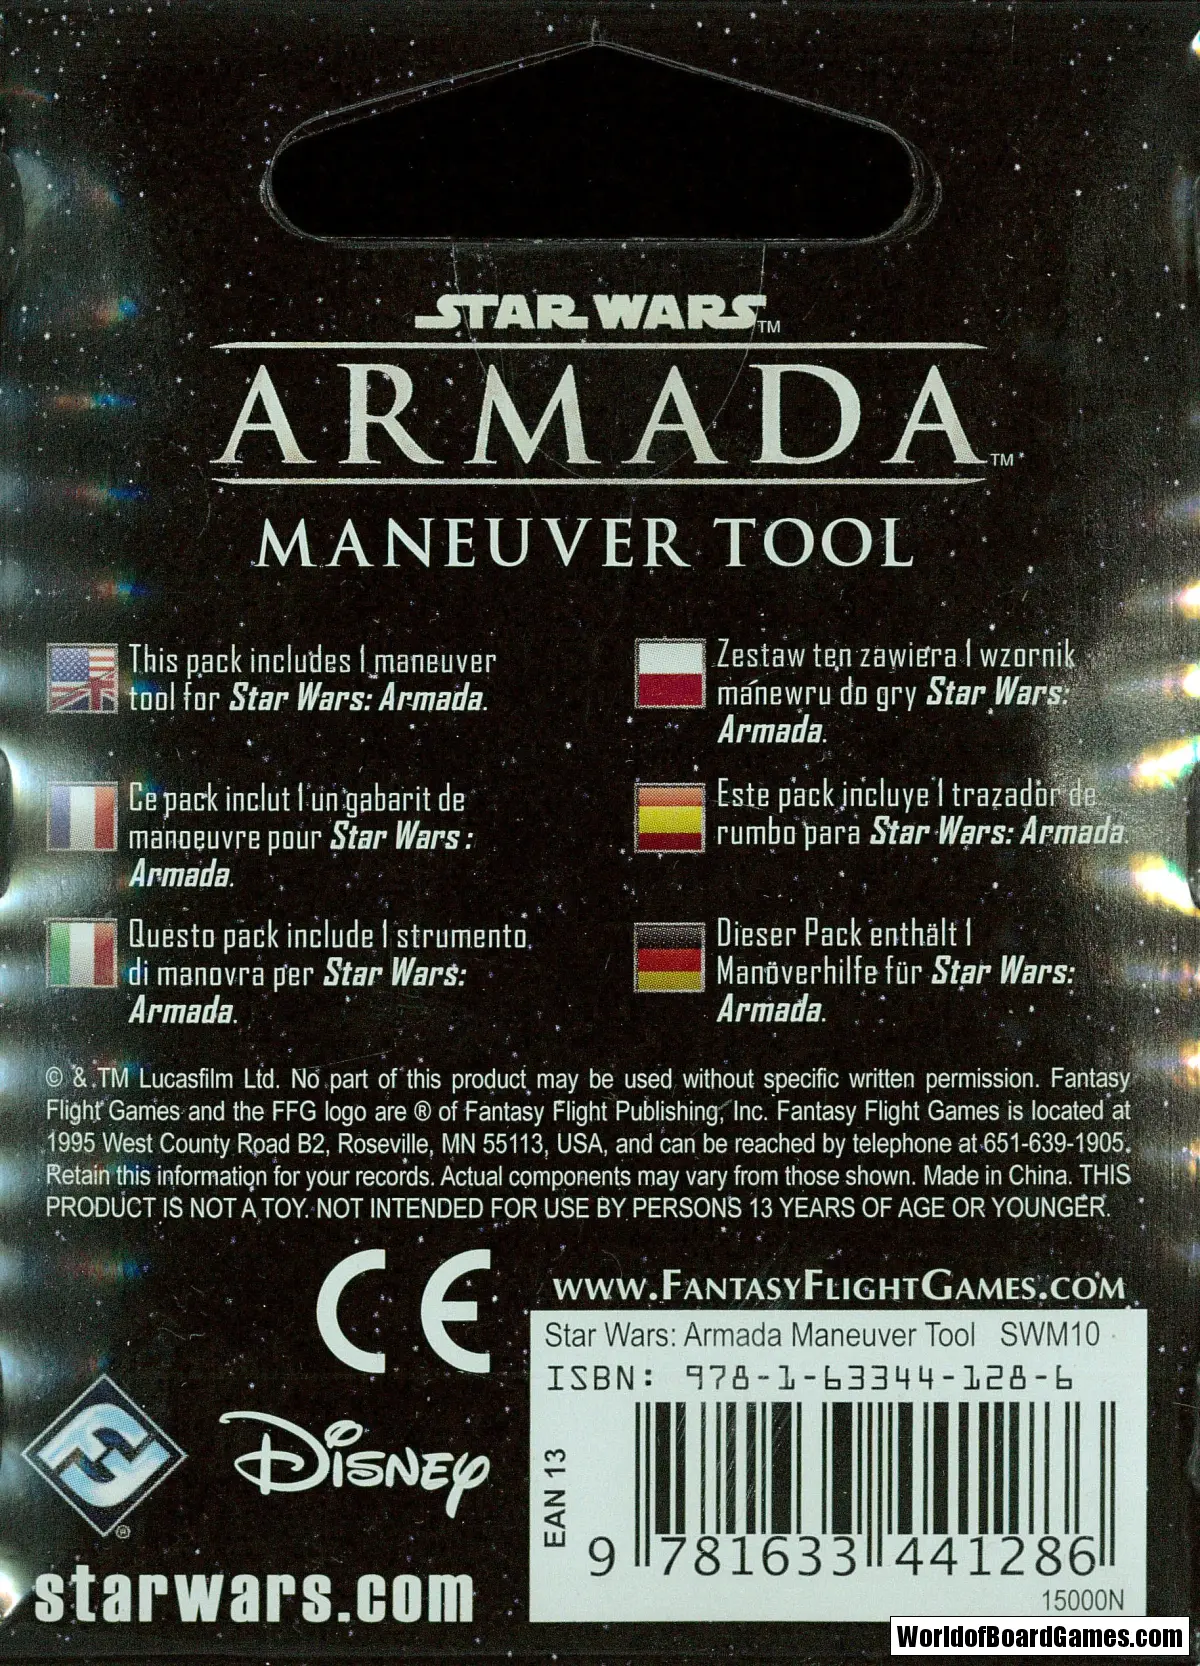 STAR WARS™
ARMADA™
MANEUVER TOOL
This pack includes 1 maneuver
tool for Star Wars: Armada.
Ce pack inclut 1 un gabarit de
manœuvre pour Star Wars :
Armada.
Questo pack include 1 strumento
di manovra per Star Wars:
Armada.
Zestaw ten zawiera 1 wzornik
manewru do gry Star Wars:
Armada.
Este pack incluye 1 trazador de
rumbo para Star Wars: Armada.
Dieser Pack enthält 1
Manöverhilfe für Star Wars:
Armada.
© & TM Lucasfilm Ltd. No part of this product may be used without specific written permission. Fantasy
Flight Games and the FFG logo are ® of Fantasy Flight Publishing, Inc. Fantasy Flight Games is located at
1995 West County Road B2, Roseville, MN 55113, USA, and can be reached by telephone at 651-639-1905.
Retain this information for your records. Actual components may vary from those shown. Made in China. THIS
PRODUCT IS NOT A TOY. NOT INTENDED FOR USE BY PERSONS 13 YEARS OF AGE OR YOUNGER.
CE
www.FantasyFlightGames.com
Star Wars: Armada Maneuver Tool SWM10
ISBN: 978-1-63344-128-6
EAN 13
9 781633 441286
15000N
®
Disney
starwars.com
WorldofBoardGames.com